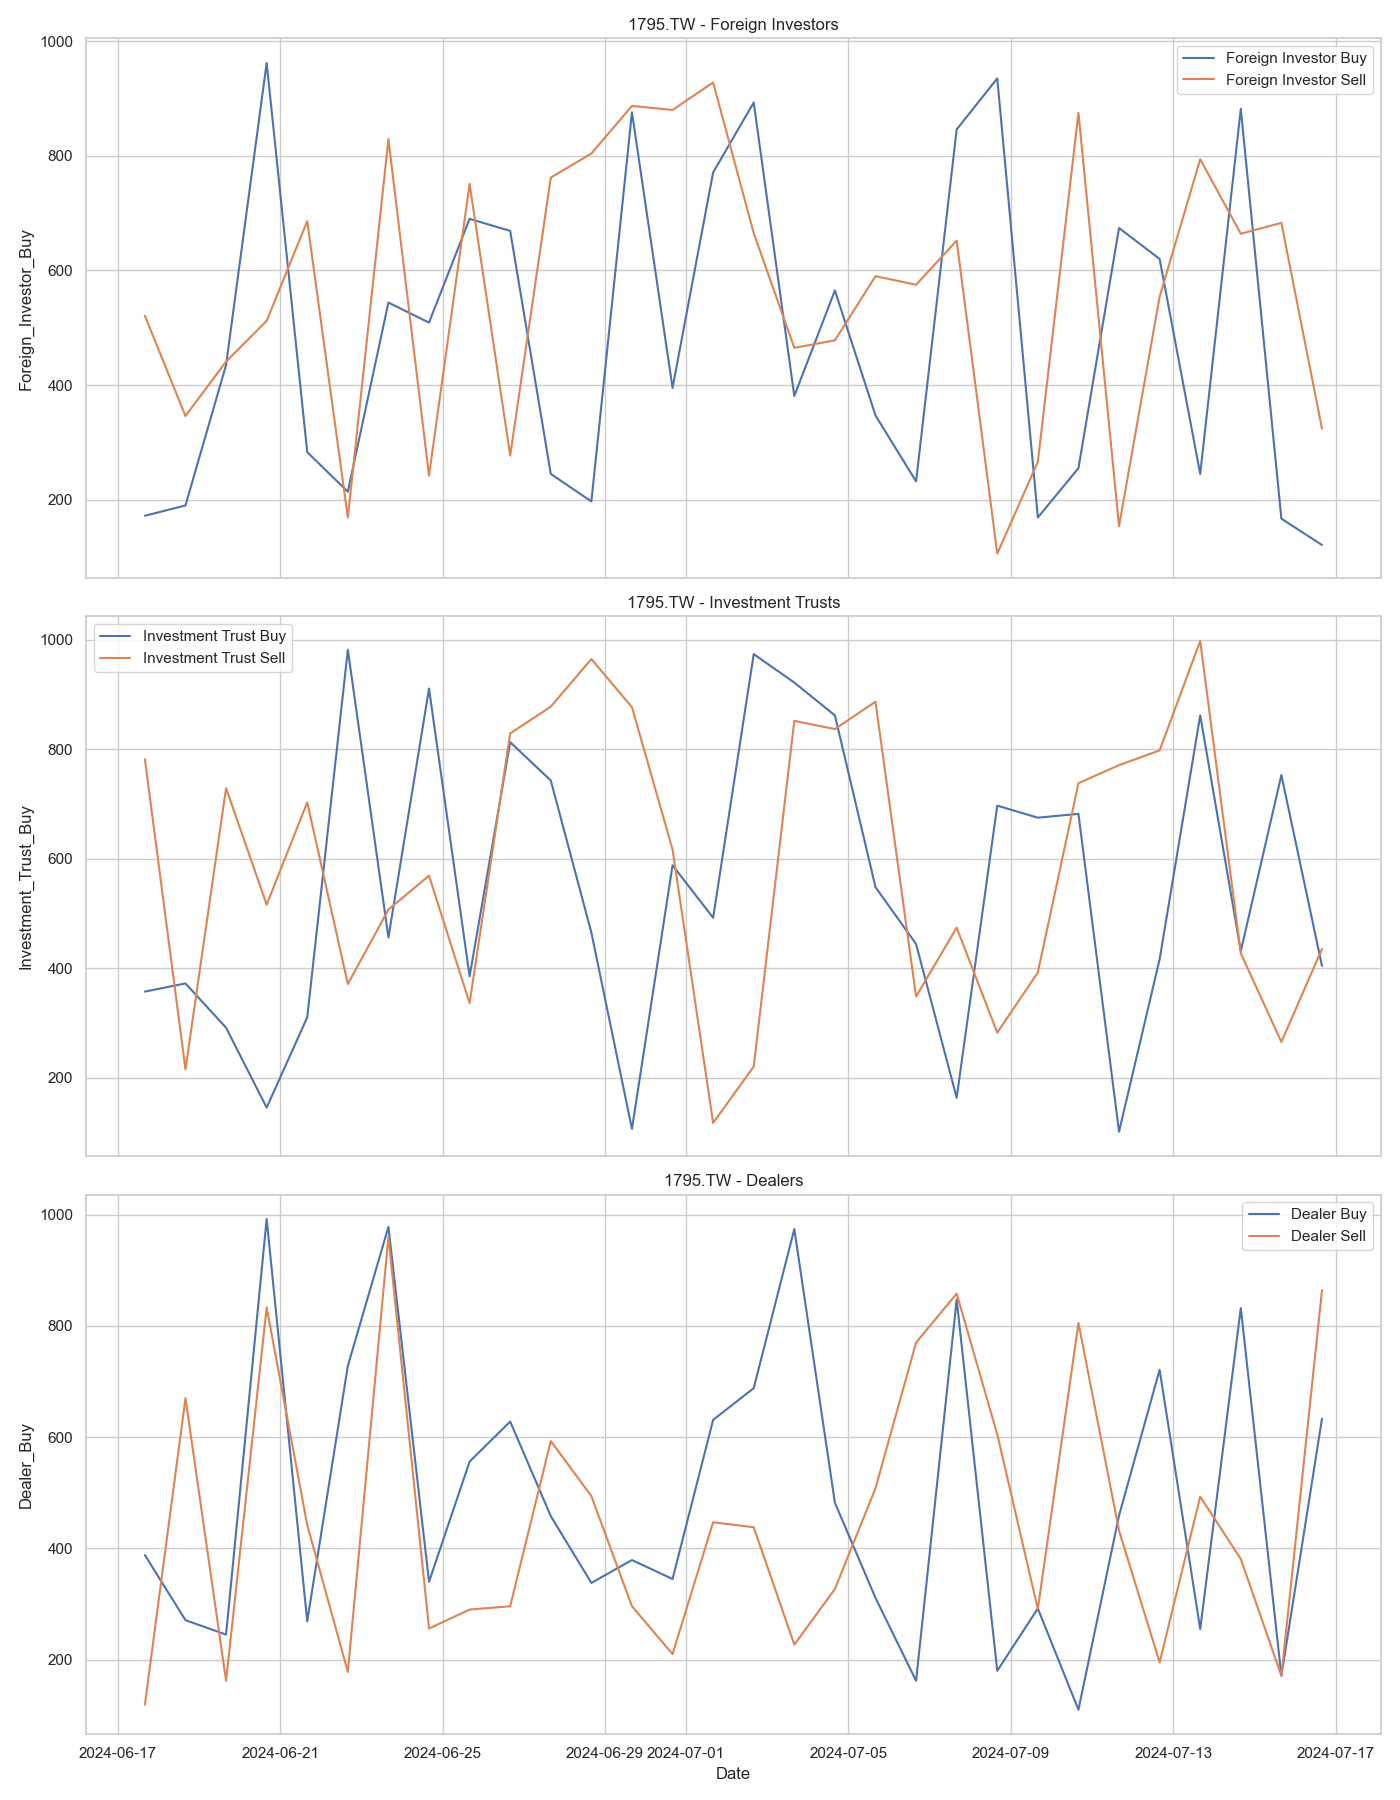 1795.TW - Foreign Investors
Foreign Investor Buy
Foreign Investor Sell
Foreign_Investor_Buy
1000
800
600
400
200
1795.TW - Investment Trusts
Investment Trust Buy
Investment Trust Sell
Investment_Trust_Buy
1000
800
600
400
200
1795.TW - Dealers
Dealer Buy
Dealer Sell
Dealer_Buy
1000
800
600
400
200
2024-06-17 2024-06-21 2024-06-25 2024-06-29 2024-07-01 2024-07-05 2024-07-09 2024-07-13 2024-07-17
Date